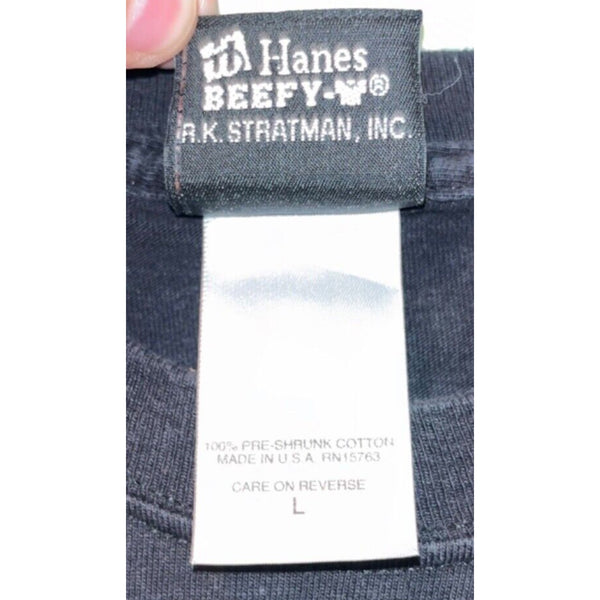 Hanes
BEEFY-T®
R.K. STRATMAN, INC.
100% PRE-SHRUNK COTTON
MADE IN U.S.A. RN15763
CARE ON REVERSE
L